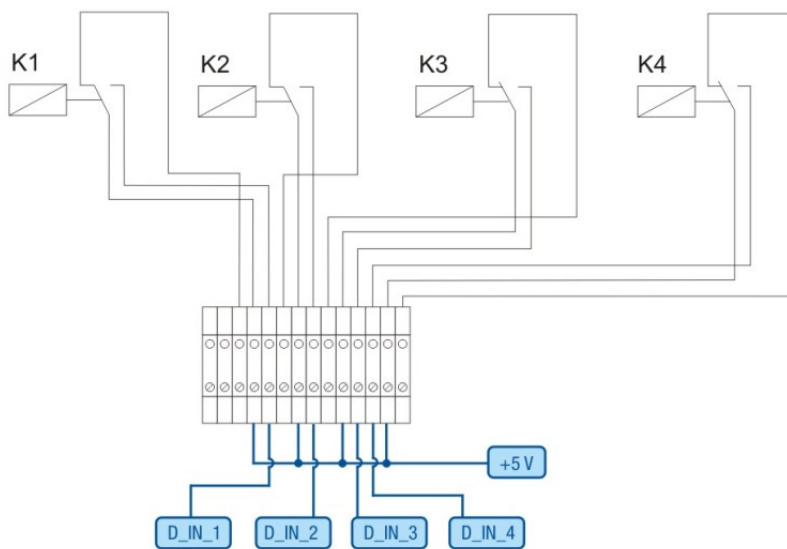 K1
K2
K3
K4
+5 V
D_IN_1
D_IN_2
D_IN_3
D_IN_4